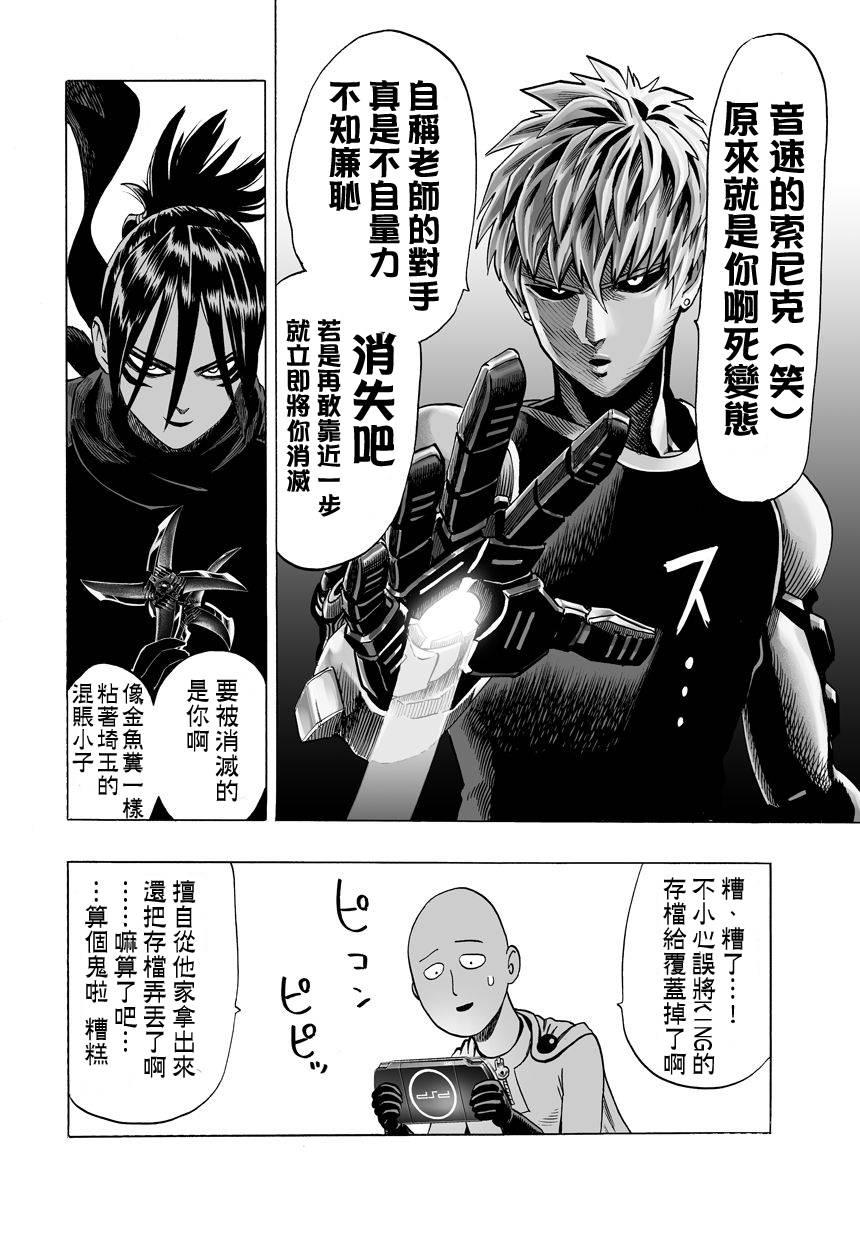 音速的索尼克（笑）
原來就是你啊死變態
自稱老師的對手
真是不自量力
不知廉恥
消失吧
若是再敢靠近一步
就立即將你消滅
ス
要被消滅的
是你啊
像金魚糞一樣
粘著埼玉的
混賬小子
糟、糟了…！
不小心誤將KING的
存檔給覆蓋掉了啊
ピコン
ピピッ
PSP
擅自從他家拿出來
還把存檔弄丟了啊
……嘛算了吧…
…算個鬼啦 糟糕